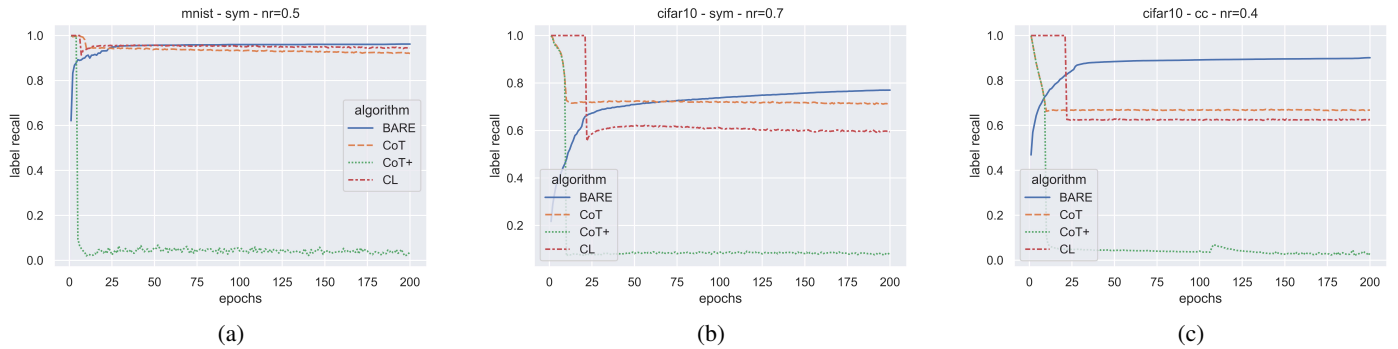 mnist - sym - nr=0.5
label recall
1.0
0.8
0.6
0.4
0.2
0.0
algorithm
BARE
CoT
CoT+
CL
0 25 50 75 100 125 150 175 200
epochs
(a)
cifar10 - sym - nr=0.7
label recall
1.0
0.8
0.6
0.4
0.2
algorithm
BARE
CoT
CoT+
CL
0 25 50 75 100 125 150 175 200
epochs
(b)
cifar10 - cc - nr=0.4
label recall
1.0
0.8
0.6
0.4
0.2
0.0
algorithm
BARE
CoT
CoT+
CL
0 25 50 75 100 125 150 175 200
epochs
(c)